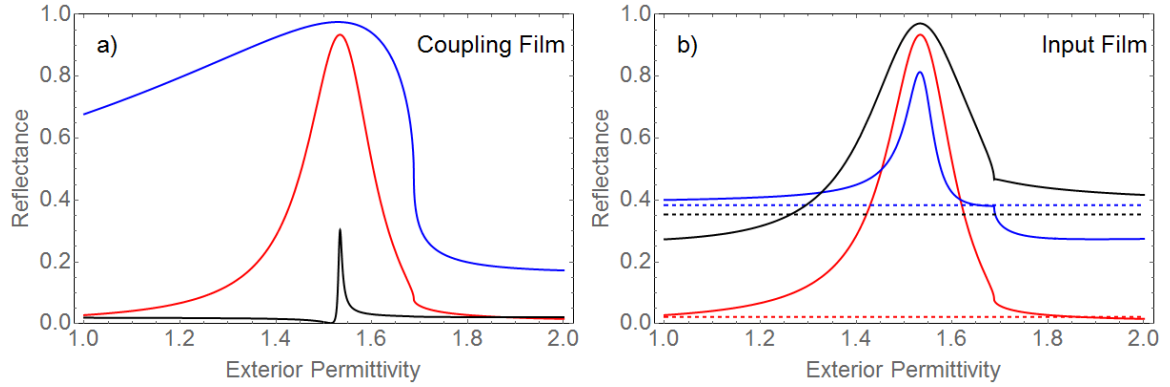 a)
Coupling Film
Reflectance
1.0
0.8
0.6
0.4
0.2
0.0
1.0 1.2 1.4 1.6 1.8 2.0
Exterior Permittivity
b)
Input Film
Reflectance
1.0
0.8
0.6
0.4
0.2
0.0
1.0 1.2 1.4 1.6 1.8 2.0
Exterior Permittivity